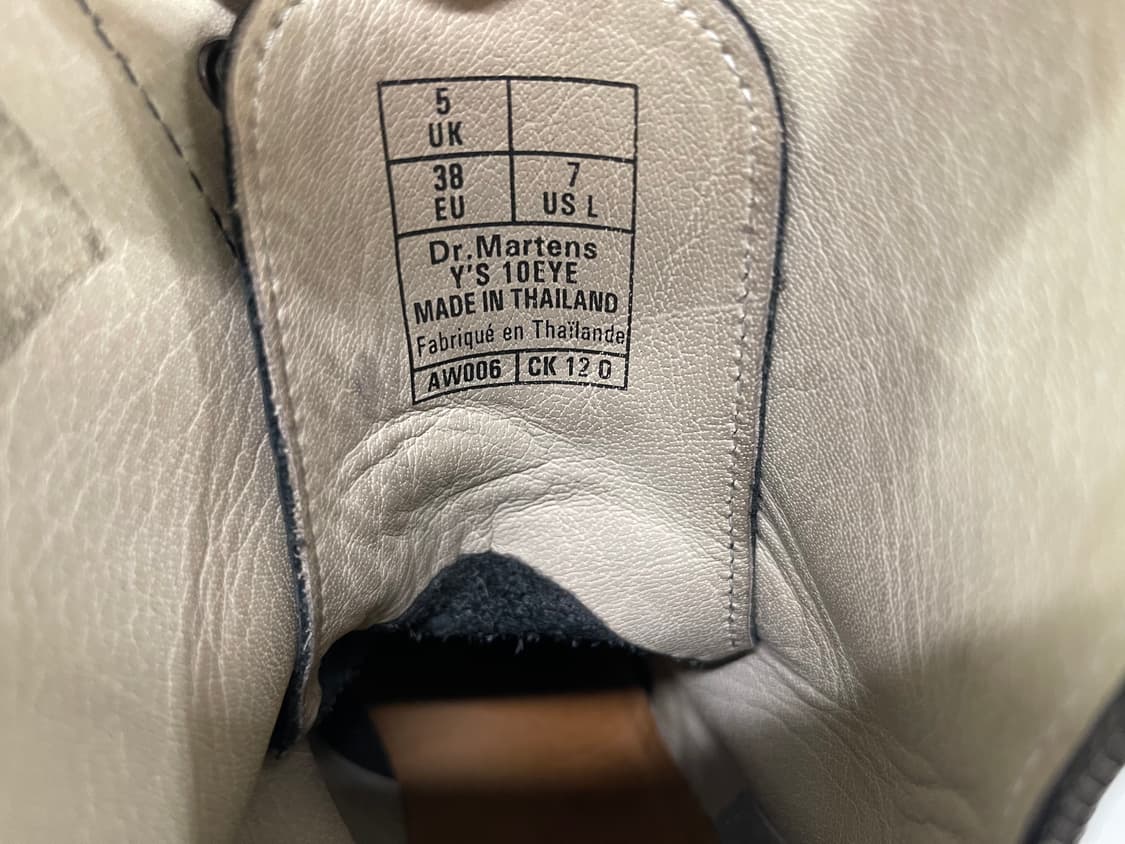 5
UK
38
EU
7
US L
Dr.Martens
Y'S 10EYE
MADE IN THAILAND
Fabriqué en Thaïlande
AW006
CK 12 0